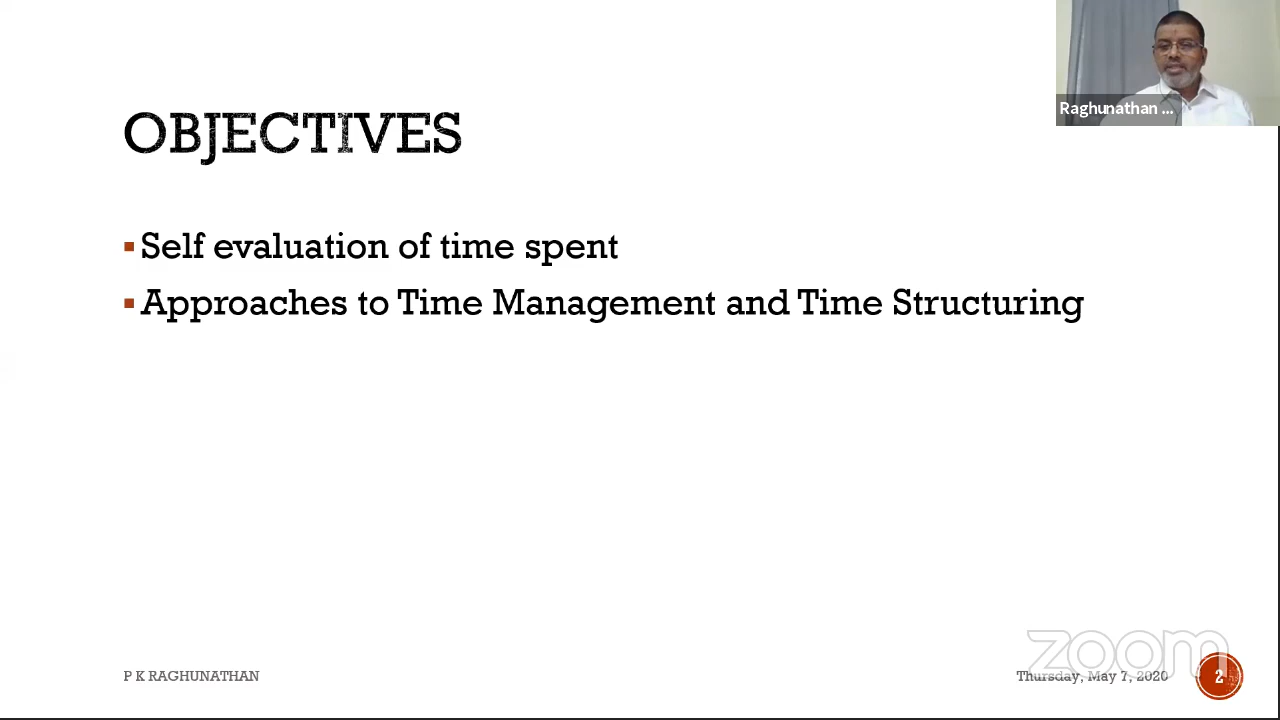 Raghunathan ...
OBJECTIVES
Self evaluation of time spent
Approaches to Time Management and Time Structuring
zoom
P K RAGHUNATHAN
Thursday, May 7, 2020
2